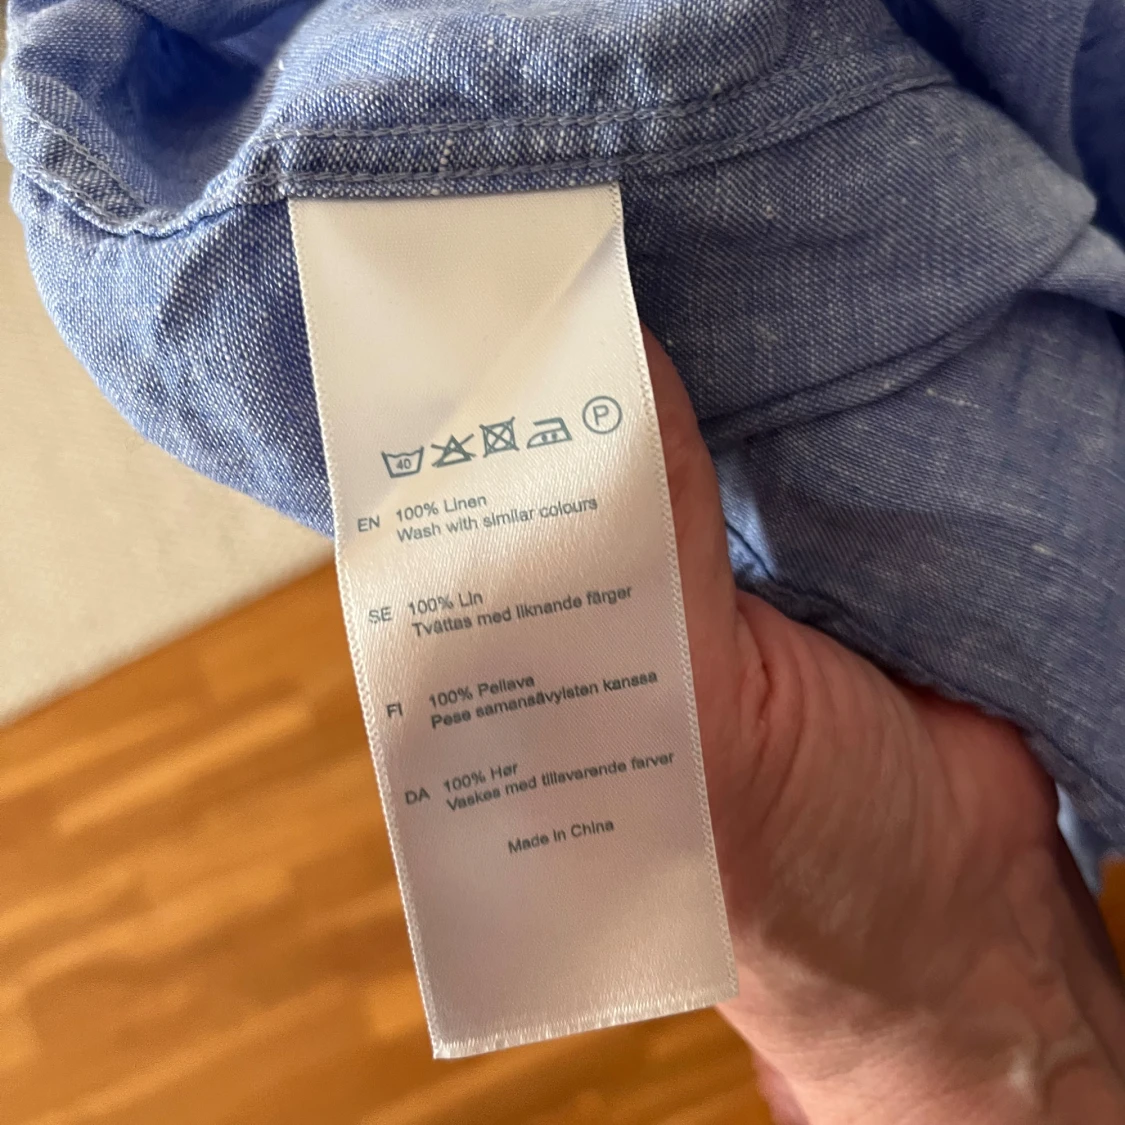 40 P
EN 100% Linen
Wash with similar colours
SE 100% Lin
Tvättas med liknande färger
FI 100% Pellava
Pese samansävyisten kanssa
DA 100% Hør
Vaskes med tilsvarende farver
Made in China